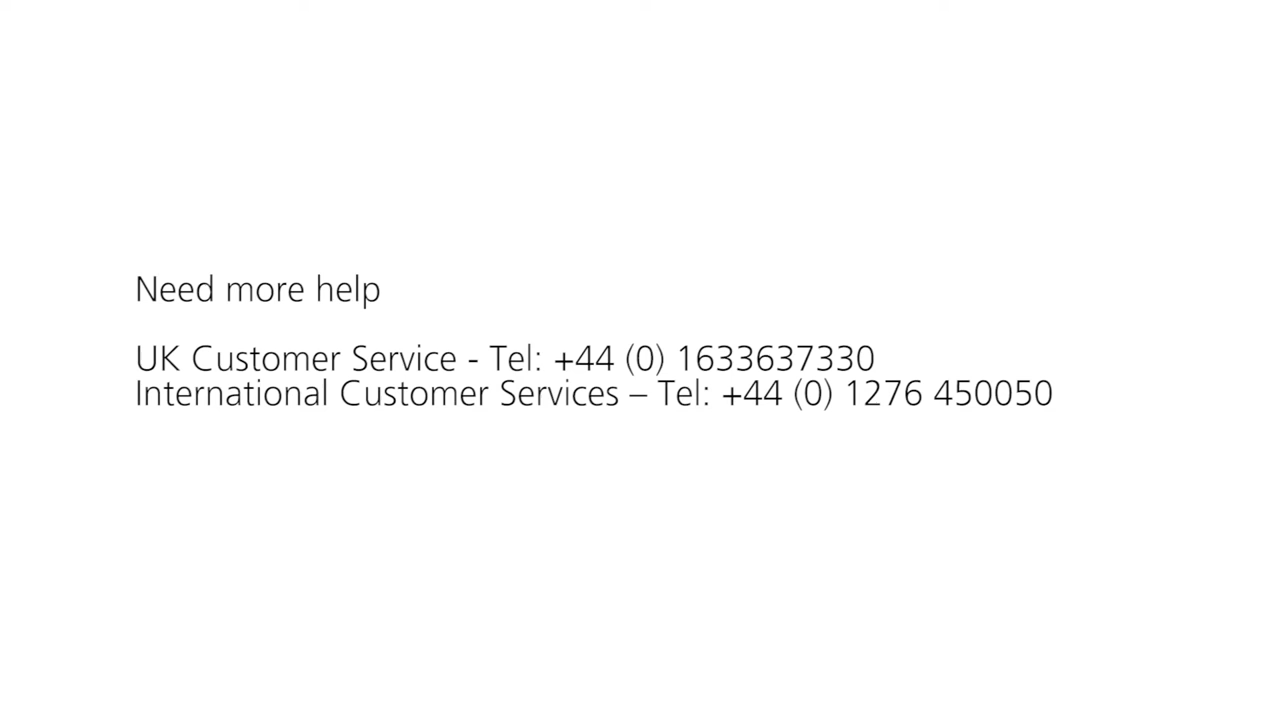 Need more help
UK Customer Service - Tel: +44 (0) 1633637330
International Customer Services – Tel: +44 (0) 1276 450050